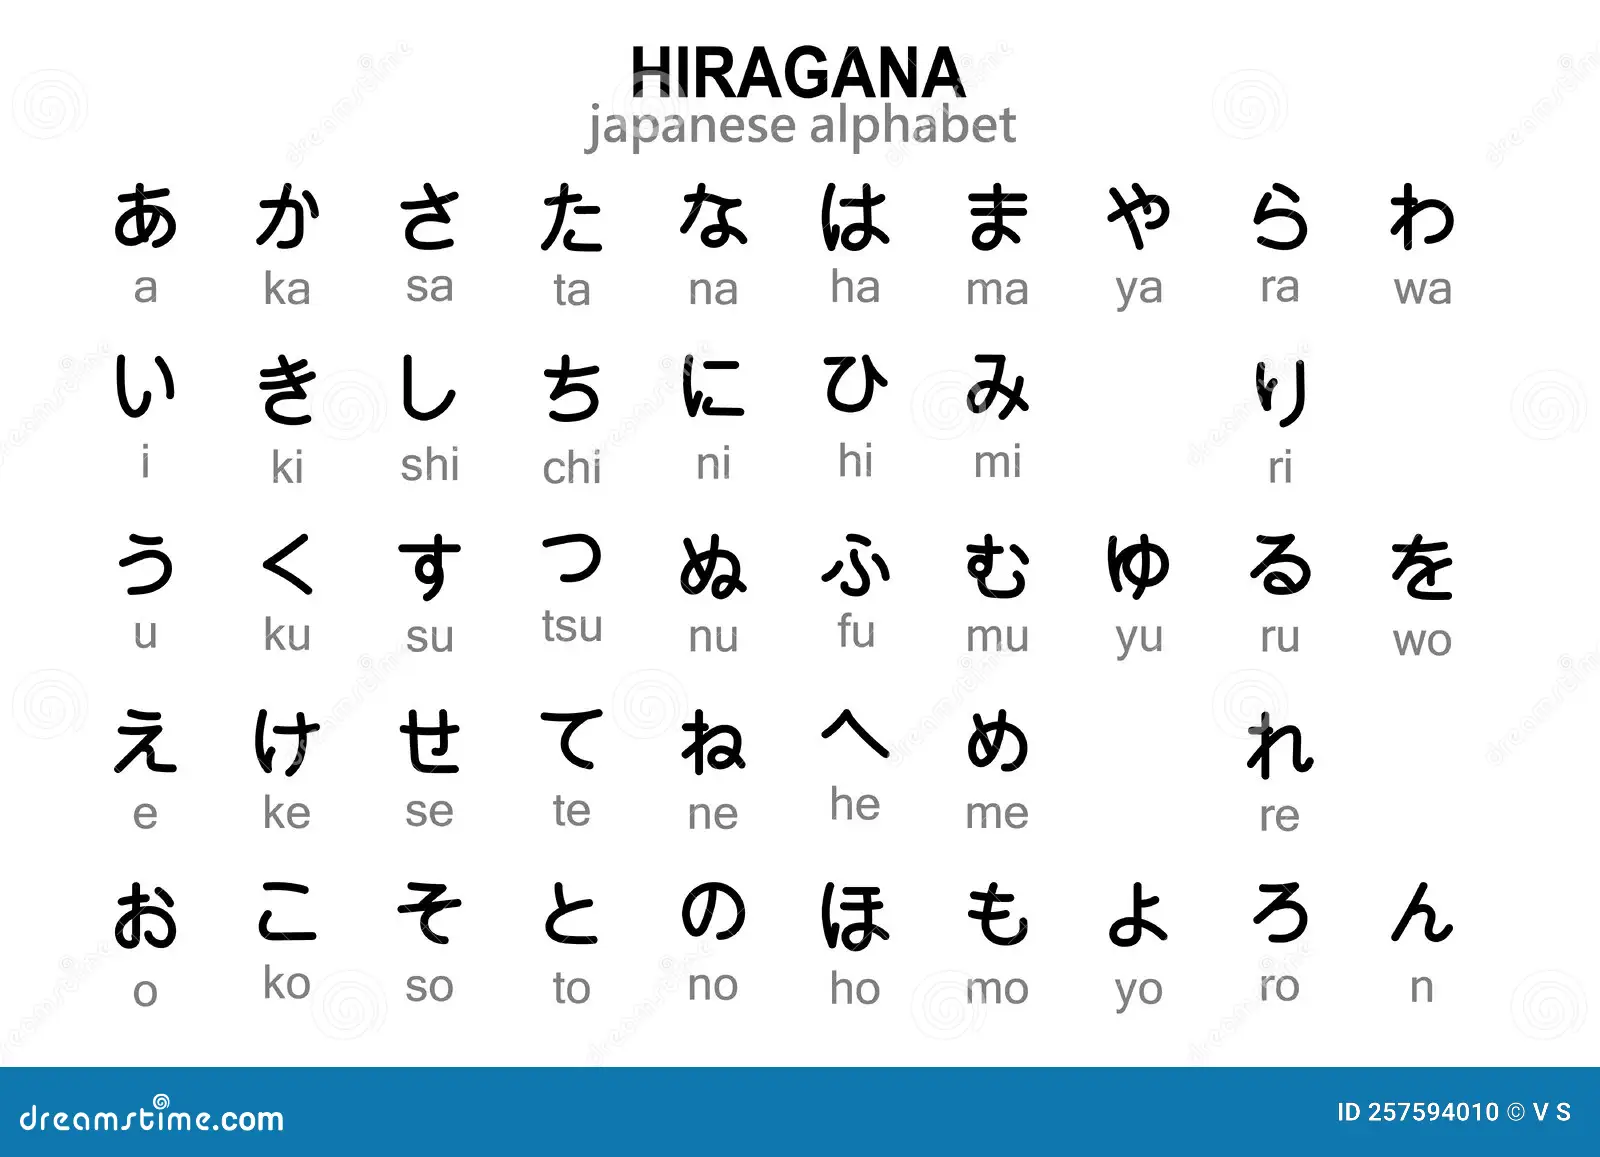 HIRAGANA
japanese alphabet
あ か さ た な は ま や ら わ
a ka sa ta na ha ma ya ra wa
い き し ち に ひ み り
i ki shi chi ni hi mi ri
う く す つ ぬ ふ む ゆ る を
u ku su tsu nu fu mu yu ru wo
え け せ て ね へ め れ
e ke se te ne he me re
お こ そ と の ほ も よ ろ ん
o ko so to no ho mo yo ro n
dreamstime.com
ID 257594010 © V S